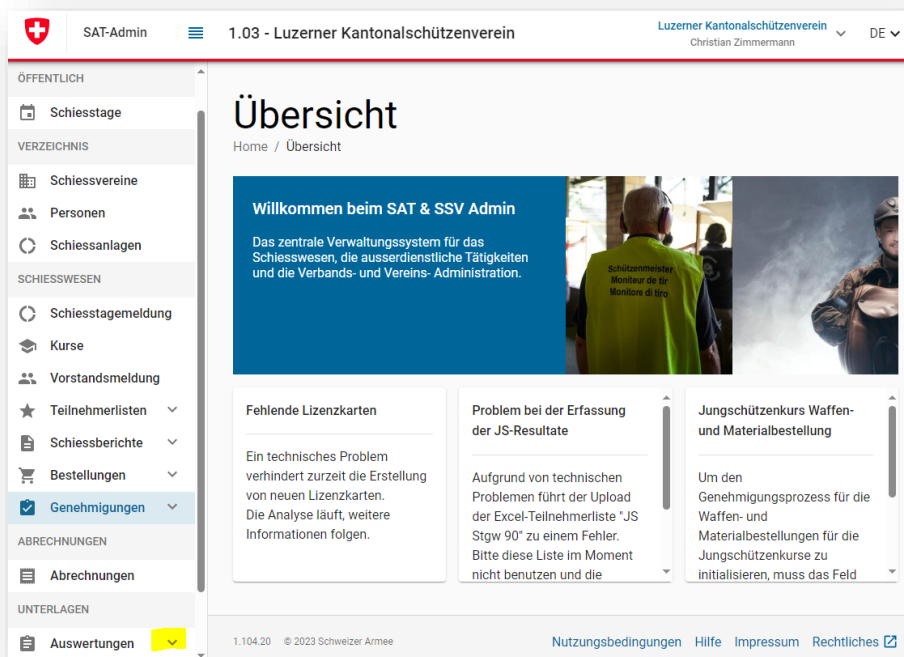 SAT-Admin
1.03 - Luzerner Kantonalschützenverein
Luzerner Kantonalschützenverein
Christian Zimmermann
DE
ÖFFENTLICH
Schiesstage
VERZEICHNIS
Schiessvereine
Personen
Schiessanlagen
SCHIESSWESEN
Schiesstagemeldung
Kurse
Vorstandsmeldung
Teilnehmerlisten
Schiessberichte
Bestellungen
Genehmigungen
ABRECHNUNGEN
Abrechnungen
UNTERLAGEN
Auswertungen
Übersicht
Home / Übersicht
Willkommen beim SAT & SSV Admin
Das zentrale Verwaltungssystem für das
Schiesswesen, die ausserdienstliche Tätigkeiten
und die Verbands- und Vereins- Administration.
Schützenmeister
Moniteur de tir
Monitore di tiro
Fehlende Lizenzkarten
Ein technisches Problem
verhindert zurzeit die Erstellung
von neuen Lizenzkarten.
Die Analyse läuft, weitere
Informationen folgen.
Problem bei der Erfassung
der JS-Resultate
Aufgrund von technischen
Problemen führt der Upload
der Excel-Teilnehmerliste "JS
Stgw 90" zu einem Fehler.
Bitte diese Liste im Moment
nicht benutzen und die
Jungschützenkurs Waffen-
und Materialbestellung
Um den
Genehmigungsprozess für die
Waffen- und
Materialbestellungen für die
Jungschützenkurse zu
initialisieren, muss das Feld
1.104.20 © 2023 Schweizer Armee
Nutzungsbedingungen Hilfe Impressum Rechtliches